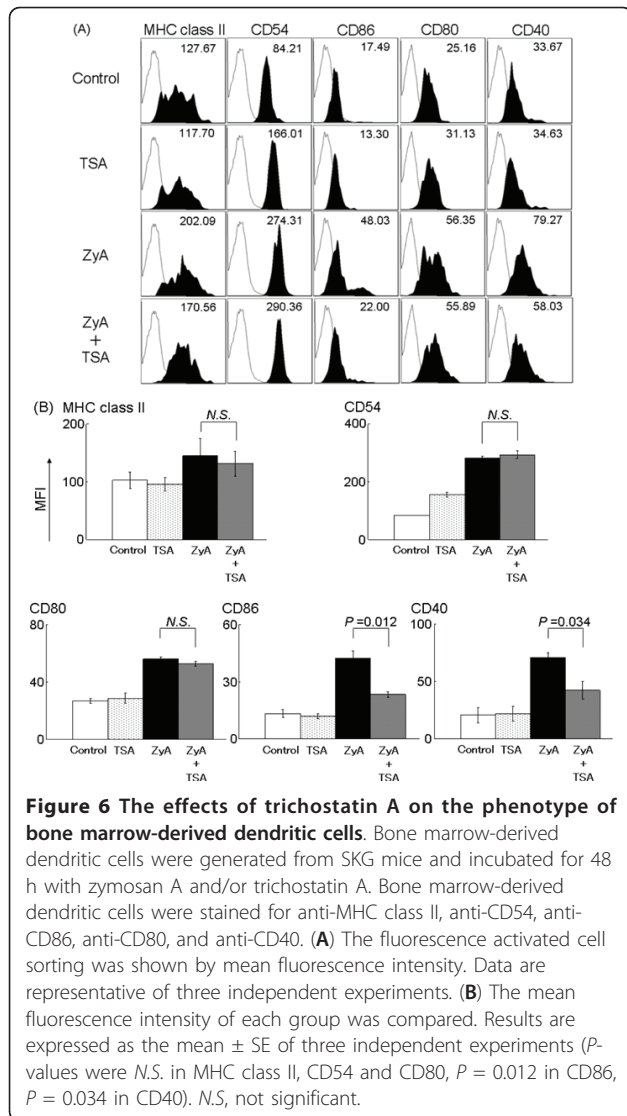 (A) MHC class II CD54 CD86 CD80 CD40
Control 127.67 84.21 17.49 25.16 33.67
TSA 117.70 166.01 13.30 31.13 34.63
ZyA 202.09 274.31 48.03 56.35 79.27
ZyA + TSA 170.56 290.36 22.00 55.89 58.03
(B) MHC class II
200
100
0
MFI
N.S.
Control TSA ZyA ZyA + TSA
CD54
400
200
0
N.S.
Control TSA ZyA ZyA + TSA
CD80
80
40
0
N.S.
Control TSA ZyA ZyA + TSA
CD86
60
30
0
P =0.012
Control TSA ZyA ZyA + TSA
CD40
100
50
0
P =0.034
Control TSA ZyA ZyA + TSA
Figure 6 The effects of trichostatin A on the phenotype of
bone marrow-derived dendritic cells. Bone marrow-derived
dendritic cells were generated from SKG mice and incubated for 48
h with zymosan A and/or trichostatin A. Bone marrow-derived
dendritic cells were stained for anti-MHC class II, anti-CD54, anti-
CD86, anti-CD80, and anti-CD40. (A) The fluorescence activated cell
sorting was shown by mean fluorescence intensity. Data are
representative of three independent experiments. (B) The mean
fluorescence intensity of each group was compared. Results are
expressed as the mean ± SE of three independent experiments (P-
values were N.S. in MHC class II, CD54 and CD80, P = 0.012 in CD86,
P = 0.034 in CD40). N.S, not significant.